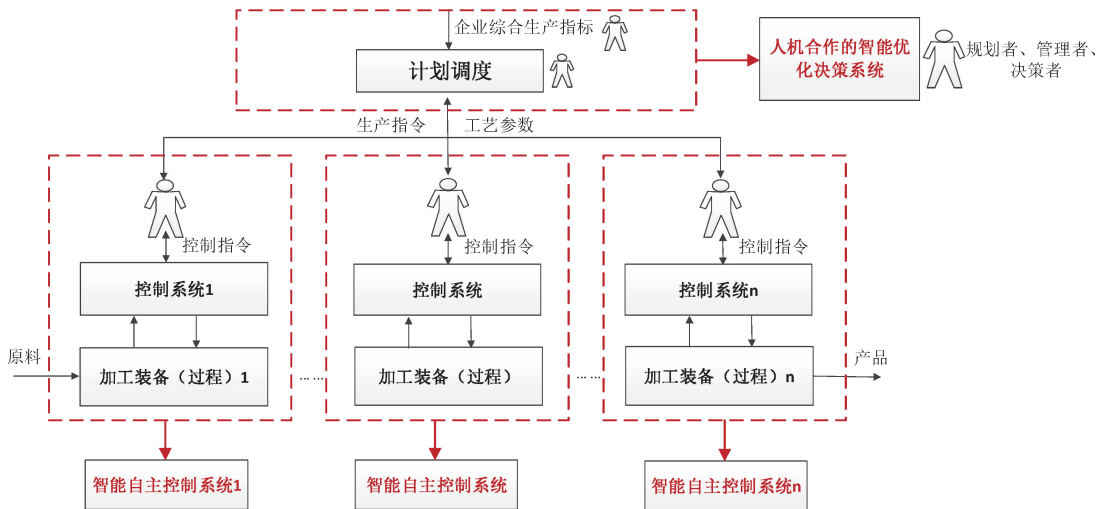 企业综合生产指标
计划调度
人机合作的智能优
化决策系统
规划者、管理者、
决策者
生产指令
工艺参数
控制指令
控制指令
控制指令
控制系统1
控制系统
控制系统n
原料
加工装备（过程）1
……
加工装备（过程）
……
加工装备（过程）n
产品
智能自主控制系统1
智能自主控制系统
智能自主控制系统n